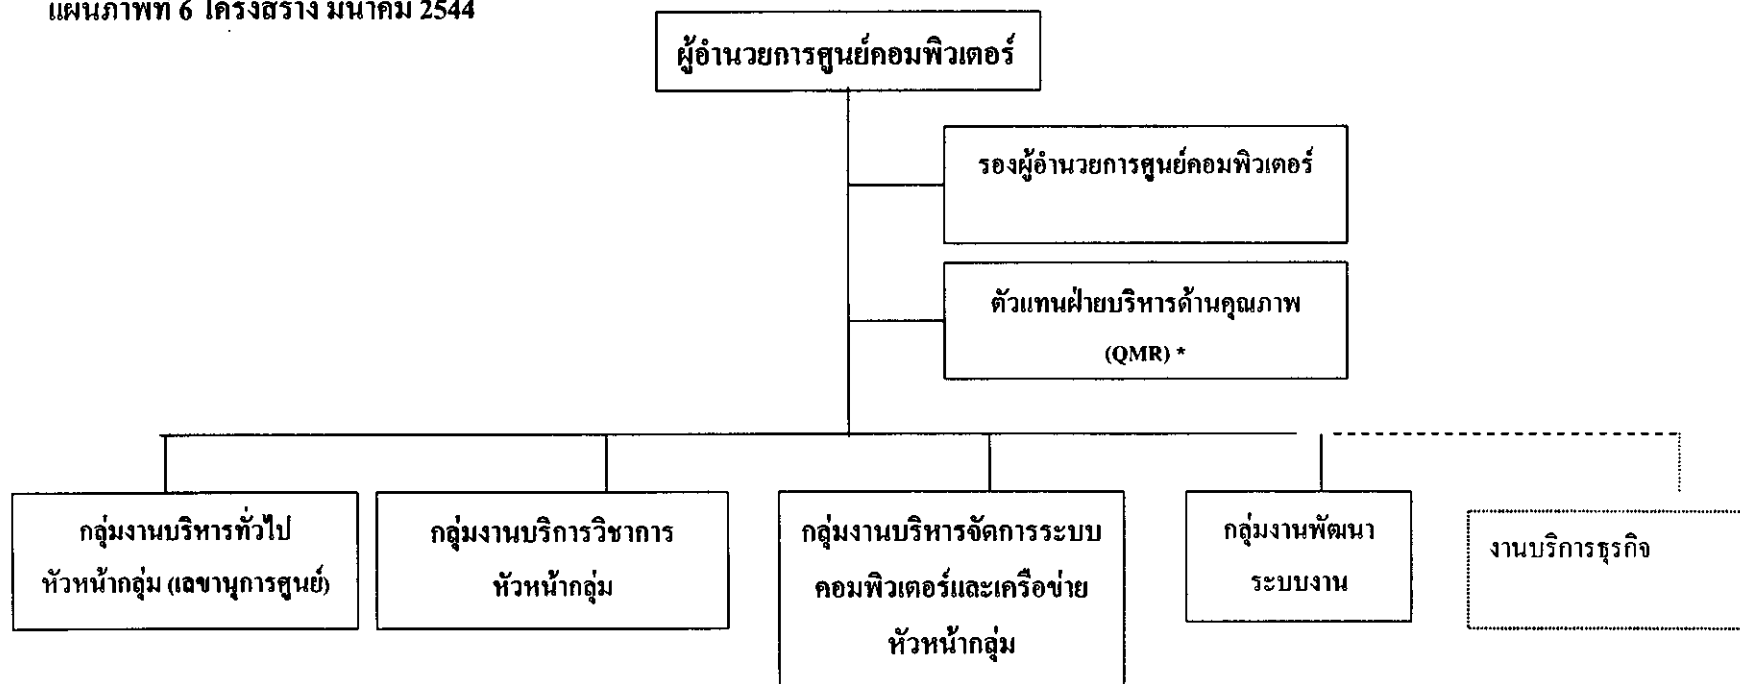 แผนภาพที่ 6 โครงสร้าง มีนาคม 2544
ผู้อำนวยการศูนย์คอมพิวเตอร์
รองผู้อำนวยการศูนย์คอมพิวเตอร์
ตัวแทนฝ่ายบริหารด้านคุณภาพ
(QMR) *
กลุ่มงานบริหารทั่วไป
หัวหน้ากลุ่ม (เลขานุการศูนย์)
กลุ่มงานบริการวิชาการ
หัวหน้ากลุ่ม
กลุ่มงานบริหารจัดการระบบ
คอมพิวเตอร์และเครือข่าย
หัวหน้ากลุ่ม
กลุ่มงานพัฒนา
ระบบงาน
งานบริการธุรกิจ